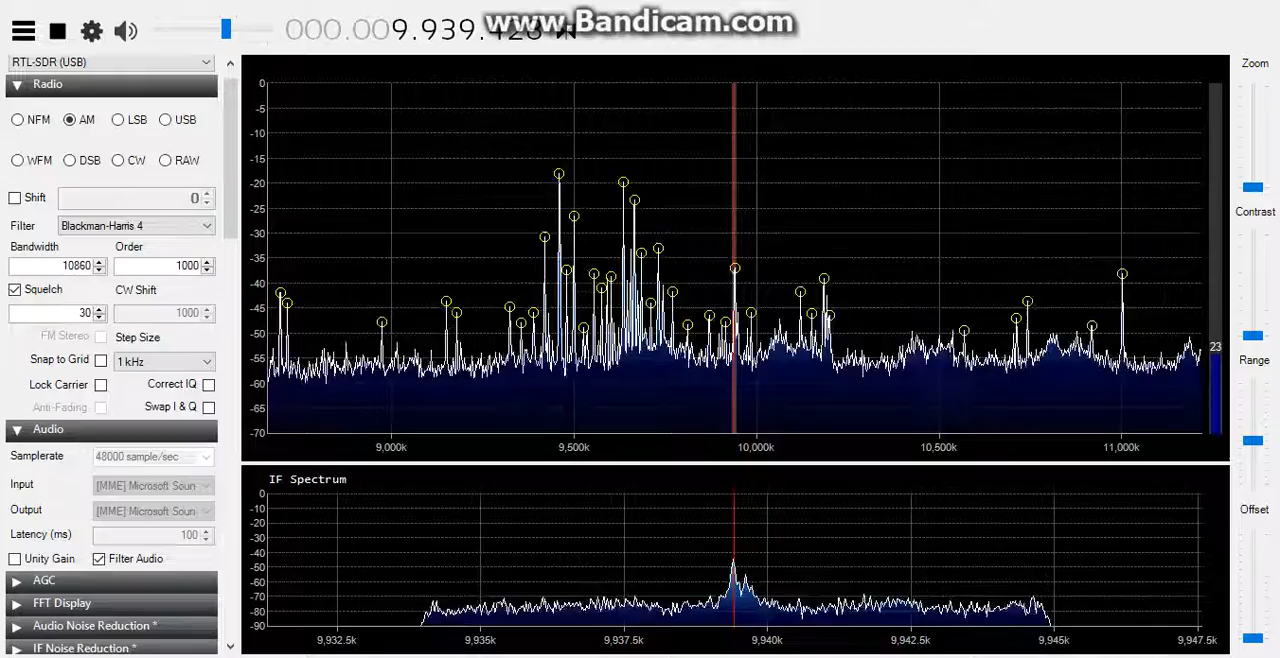 000.009.939.428
www.Bandicam.com
RTL-SDR (USB)
Radio
NFM AM LSB USB
WFM DSB CW RAW
Shift 0
Filter Blackman-Harris 4
Bandwidth Order
10860 1000
Squelch CW Shift
30 1000
FM Stereo Step Size
Snap to Grid 1 kHz
Lock Carrier Correct IQ
Anti-Fading Swap I & Q
Audio
Samplerate 48000 sample/sec
Input [MME] Microsoft Soun
Output [MME] Microsoft Soun
Latency (ms) 100
Unity Gain Filter Audio
AGC
FFT Display
Audio Noise Reduction *
IF Noise Reduction *
0
-5
-10
-15
-20
-25
-30
-35
-40
-45
-50
-55
-60
-65
-70
9,000k 9,500k 10,000k 10,500k 11,000k
23
IF Spectrum
0
-10
-20
-30
-40
-50
-60
-70
-80
-90
9,932.5k 9,935k 9,937.5k 9,940k 9,942.5k 9,945k 9,947.5k
Zoom
Contrast
Range
Offset